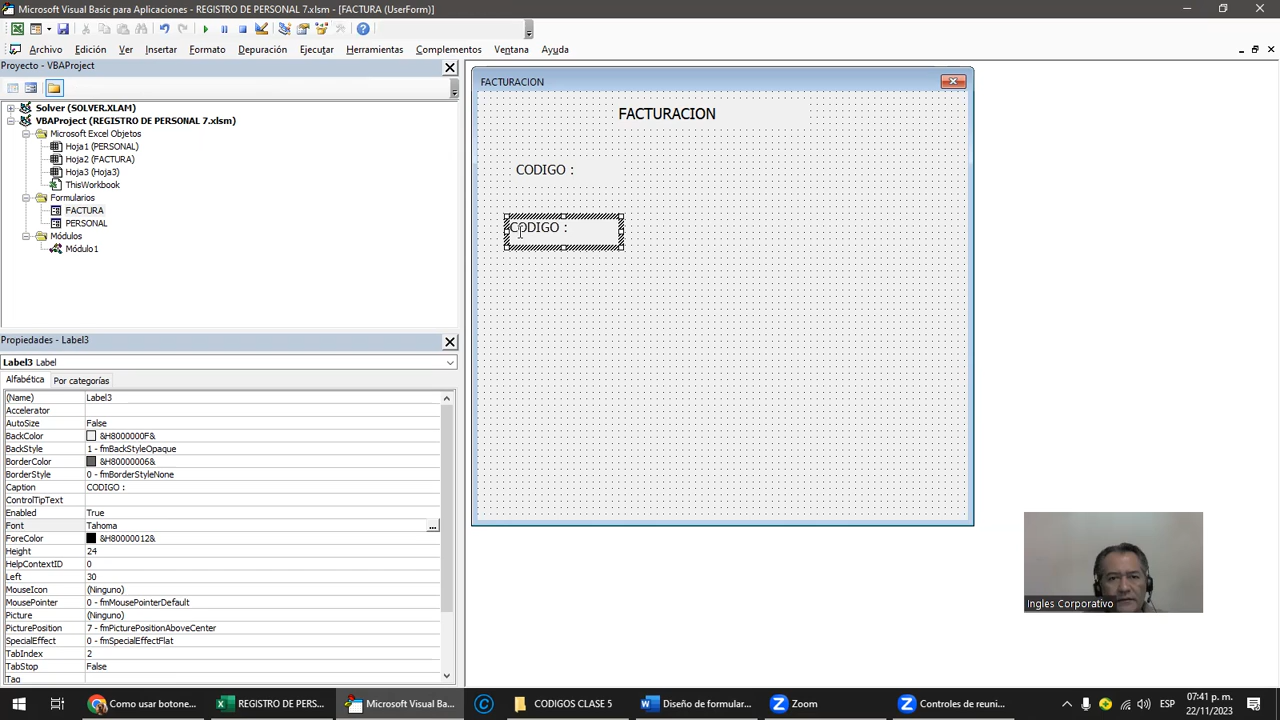 Microsoft Visual Basic para Aplicaciones - REGISTRO DE PERSONAL 7.xlsm - [FACTURA (UserForm)]
Archivo Edición Ver Insertar Formato Depuración Ejecutar Herramientas Complementos Ventana Ayuda
Proyecto - VBAProject
Solver (SOLVER.XLAM)
VBAProject (REGISTRO DE PERSONAL 7.xlsm)
Microsoft Excel Objetos
Hoja1 (PERSONAL)
Hoja2 (FACTURA)
Hoja3 (Hoja3)
ThisWorkbook
Formularios
FACTURA
PERSONAL
Módulos
Módulo1
Propiedades - Label3
Label3 Label
Alfabética Por categorías
(Name) Label3
Accelerator
AutoSize False
BackColor &H8000000F&
BackStyle 1 - fmBackStyleOpaque
BorderColor &H80000006&
BorderStyle 0 - fmBorderStyleNone
Caption CODIGO :
ControlTipText
Enabled True
Font Tahoma ...
ForeColor &H80000012&
Height 24
HelpContextID 0
Left 30
MouseIcon (Ninguno)
MousePointer 0 - fmMousePointerDefault
Picture (Ninguno)
PicturePosition 7 - fmPicturePositionAboveCenter
SpecialEffect 0 - fmSpecialEffectFlat
TabIndex 2
TabStop False
Tag
FACTURACION
FACTURACION
CODIGO :
CODIGO :
Ingles Corporativo
Como usar botone...
REGISTRO DE PERS...
Microsoft Visual Ba...
CODIGOS CLASE 5
Diseño de formular...
Zoom
Controles de reuni...
ESP
07:41 p. m.
22/11/2023